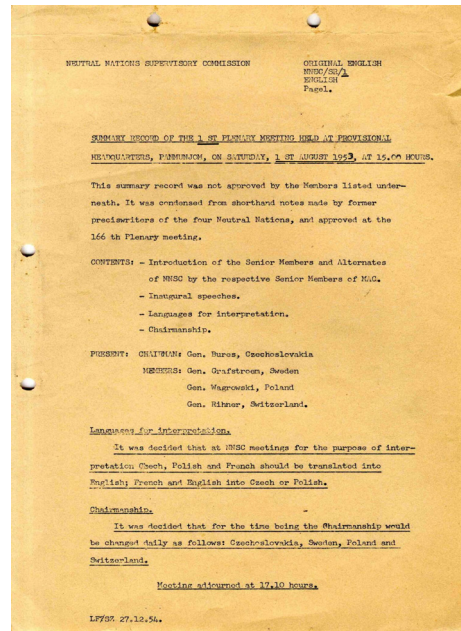 NEUTRAL NATIONS SUPERVISORY COMMISSION
ORIGINAL ENGLISH
NNSC/SR/1
ENGLISH
Page1.
SUMMARY RECORD OF THE 1 ST PLENARY MEETING HELD AT PROVISIONAL
HEADQUARTERS, PANMUNJOM, ON SATURDAY, 1 ST AUGUST 1953, AT 15.00 HOURS.
This summary record was not approved by the Members listed under-
neath. It was condensed from shorthand notes made by former
preciswriters of the four Neutral Nations, and approved at the
166 th Plenary meeting.
CONTENTS: - Introduction of the Senior Members and Alternates
of NNSC by the respective Senior Members of MAC.
- Inaugural speeches.
- Languages for interpretation.
- Chairmanship.
PRESENT: CHAIRMAN: Gen. Bures, Czechoslovakia
MEMBERS: Gen. Grafstroem, Sweden
Gen. Wagrowski, Poland
Gen. Rihner, Switzerland.
Languages for interpretation.
It was decided that at NNSC meetings for the purpose of inter-
pretation Chech, Polish and French should be translated into
English; French and English into Czech or Polish.
Chairmanship.
It was decided that for the time being the Chairmanship would
be changed daily as follows: Czechoslovakia, Sweden, Poland and
Switzerland.
Meeting adjourned at 17.10 hours.
LF/SZ 27.12.54.